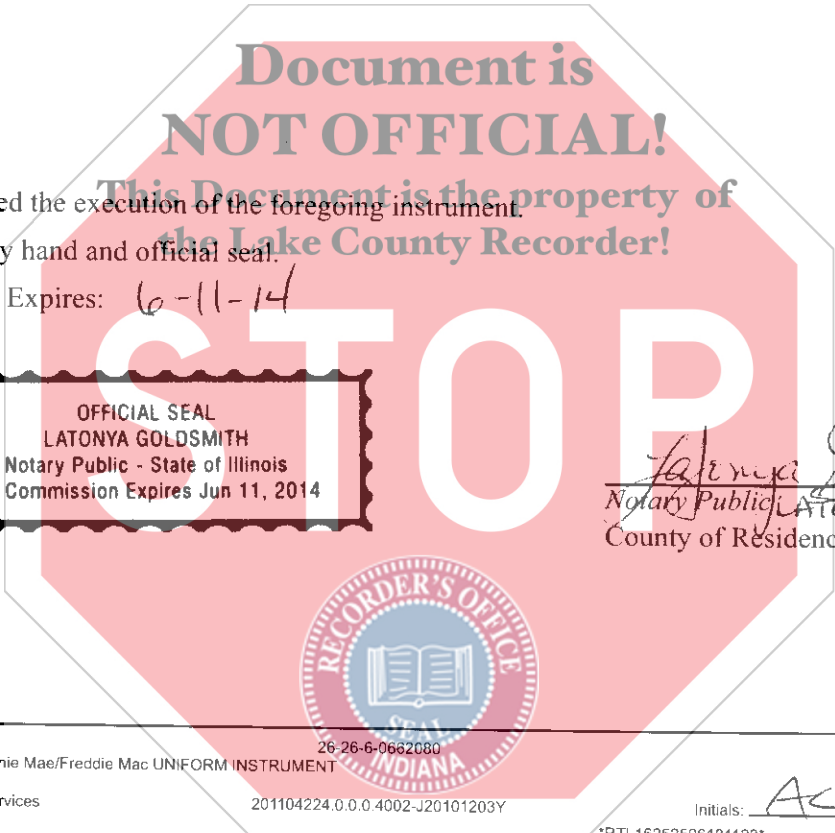 Document is
NOT OFFICIAL!
This Document is the property of
the Lake County Recorder!
ed the execution of the foregoing instrument.
y hand and official seal.
Expires: 6-11-14
STOP
OFFICIAL SEAL
LATONYA GOLDSMITH
Notary Public - State of Illinois
Commission Expires Jun 11, 2014
Latonya
Notary Public
County of Residenc
RECORDER'S OFFICE
SEAL
INDIANA
26-26-6-0662080
nie Mae/Freddie Mac UNIFORM INSTRUMENT
rvices
201104224.0.0.0.4002-J20101203Y
Initials: AC